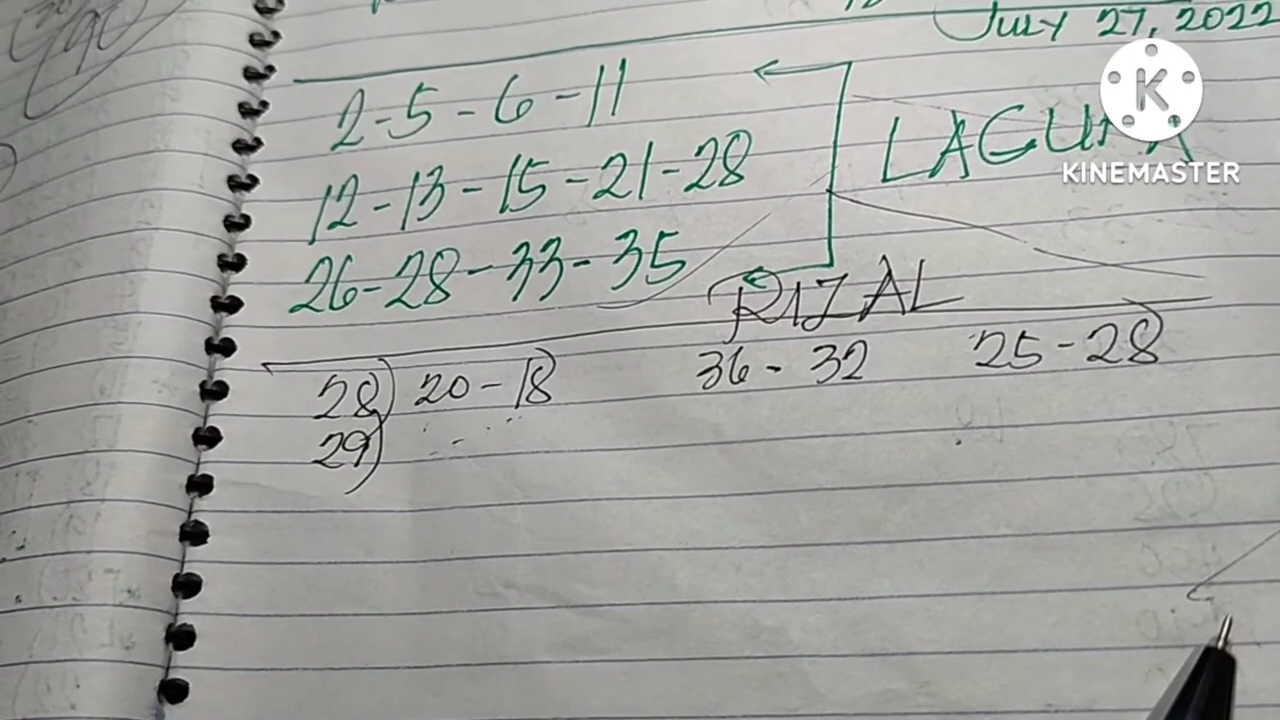 July 27, 2022
2-5-6-11
LAGUNA
12-13-15-21-28
26-28-33-35
RIZAL
28) 20-18 36-32 25-28
29)
K
KINEMASTER